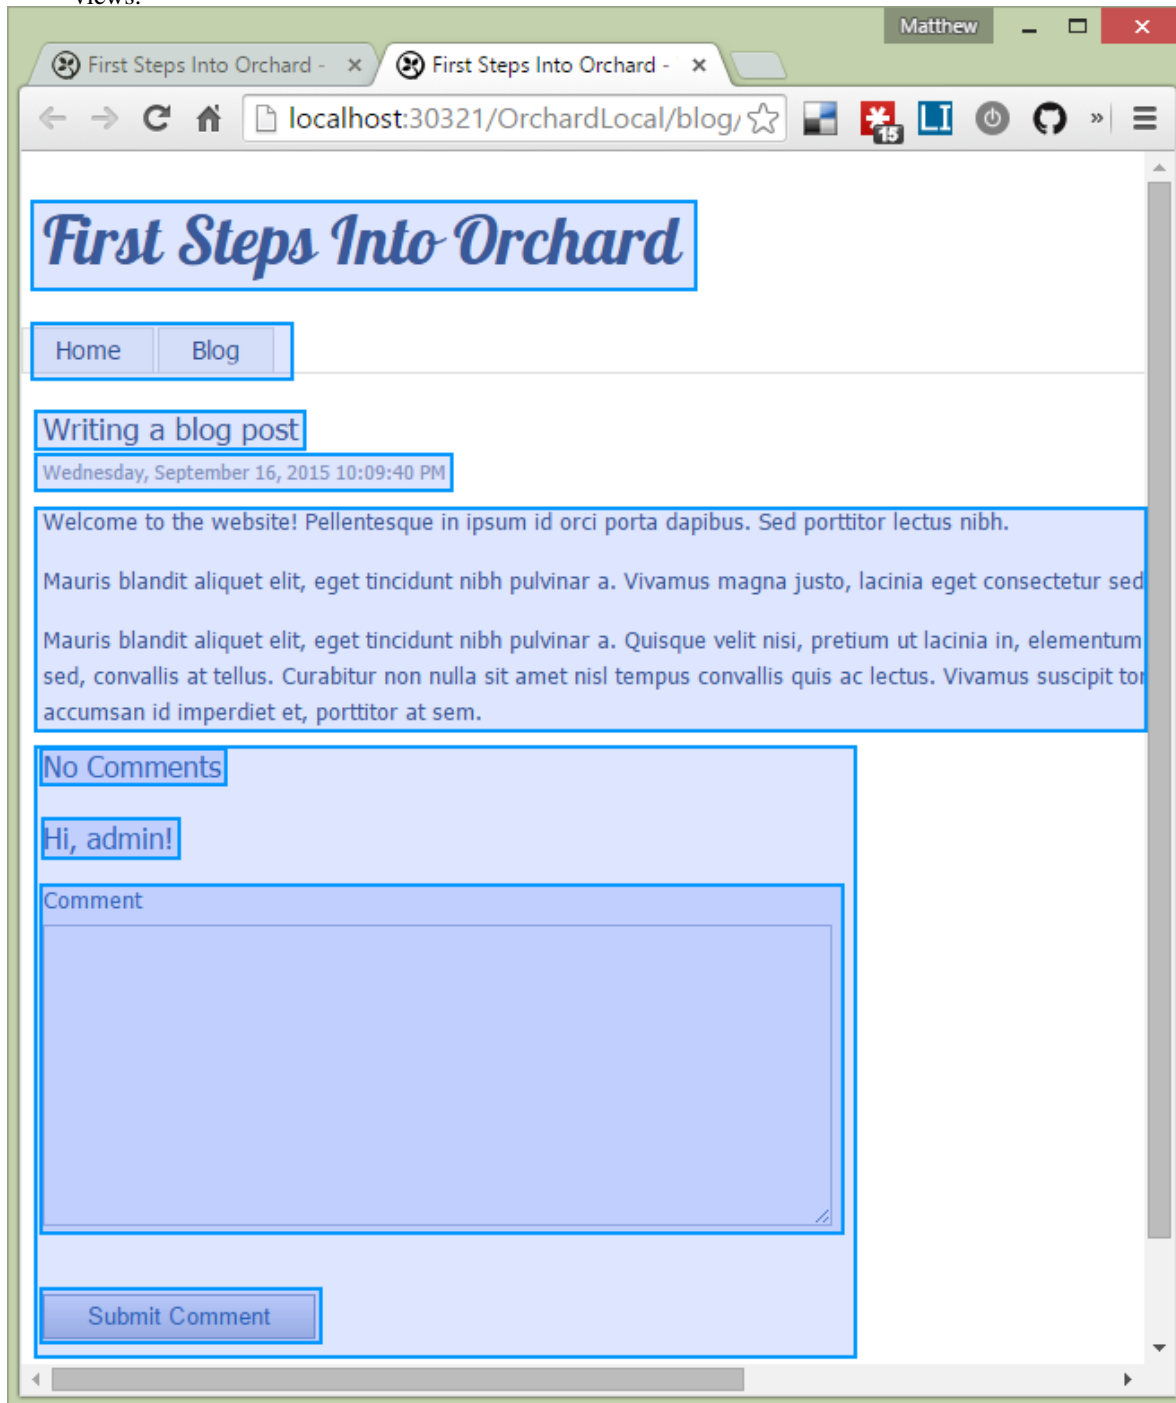 views.
Matthew
First Steps Into Orchard -
First Steps Into Orchard -
localhost:30321/OrchardLocal/blog/
15
LI
First Steps Into Orchard
Home Blog
Writing a blog post
Wednesday, September 16, 2015 10:09:40 PM
Welcome to the website! Pellentesque in ipsum id orci porta dapibus. Sed porttitor lectus nibh.
Mauris blandit aliquet elit, eget tincidunt nibh pulvinar a. Vivamus magna justo, lacinia eget consectetur sed
Mauris blandit aliquet elit, eget tincidunt nibh pulvinar a. Quisque velit nisi, pretium ut lacinia in, elementum
sed, convallis at tellus. Curabitur non nulla sit amet nisl tempus convallis quis ac lectus. Vivamus suscipit tor
accumsan id imperdiet et, porttitor at sem.
No Comments
Hi, admin!
Comment
Submit Comment